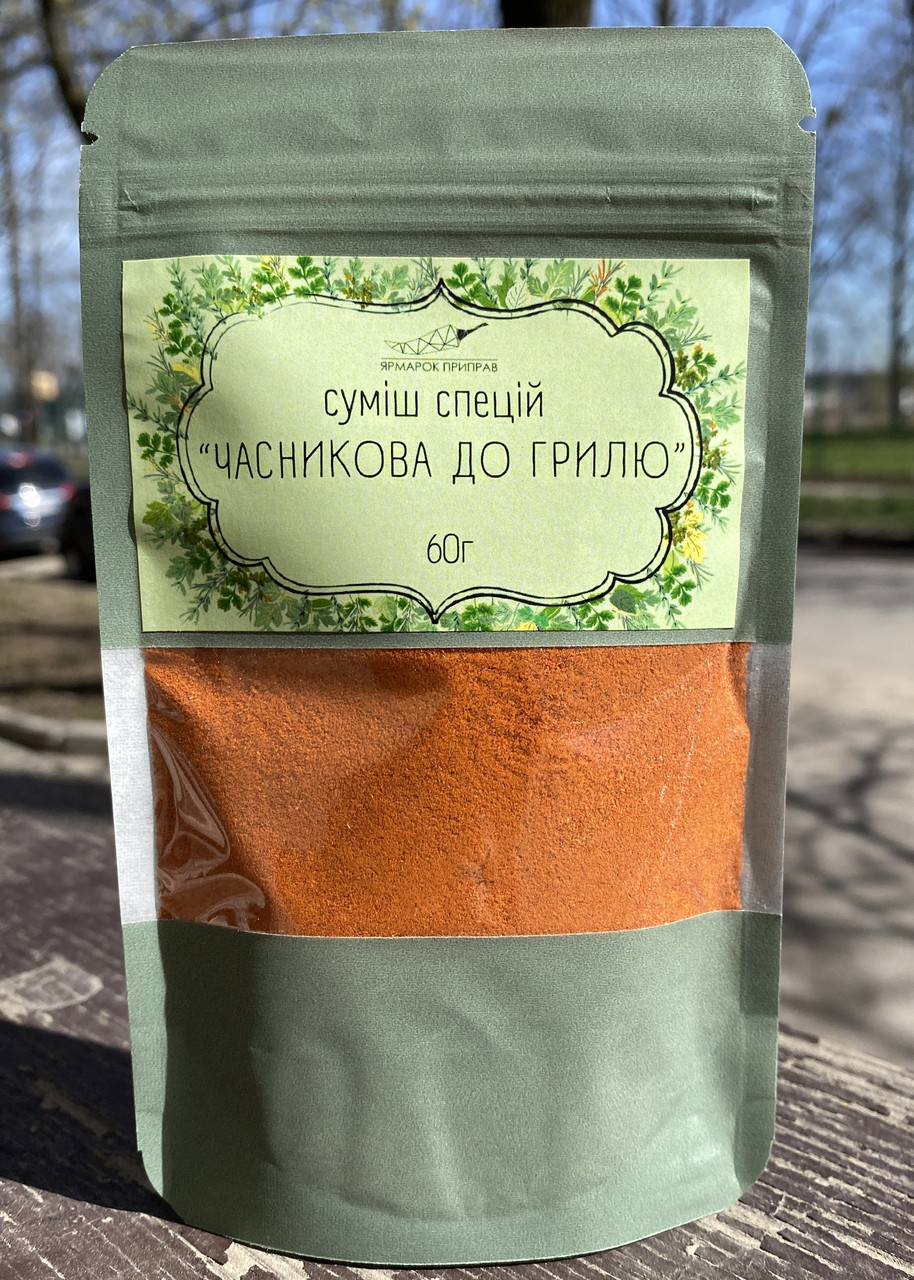 ЯРМАРОК ПРИПРАВ
суміш спецій
“ЧАСНИКОВА ДО ГРИЛЮ”
60г